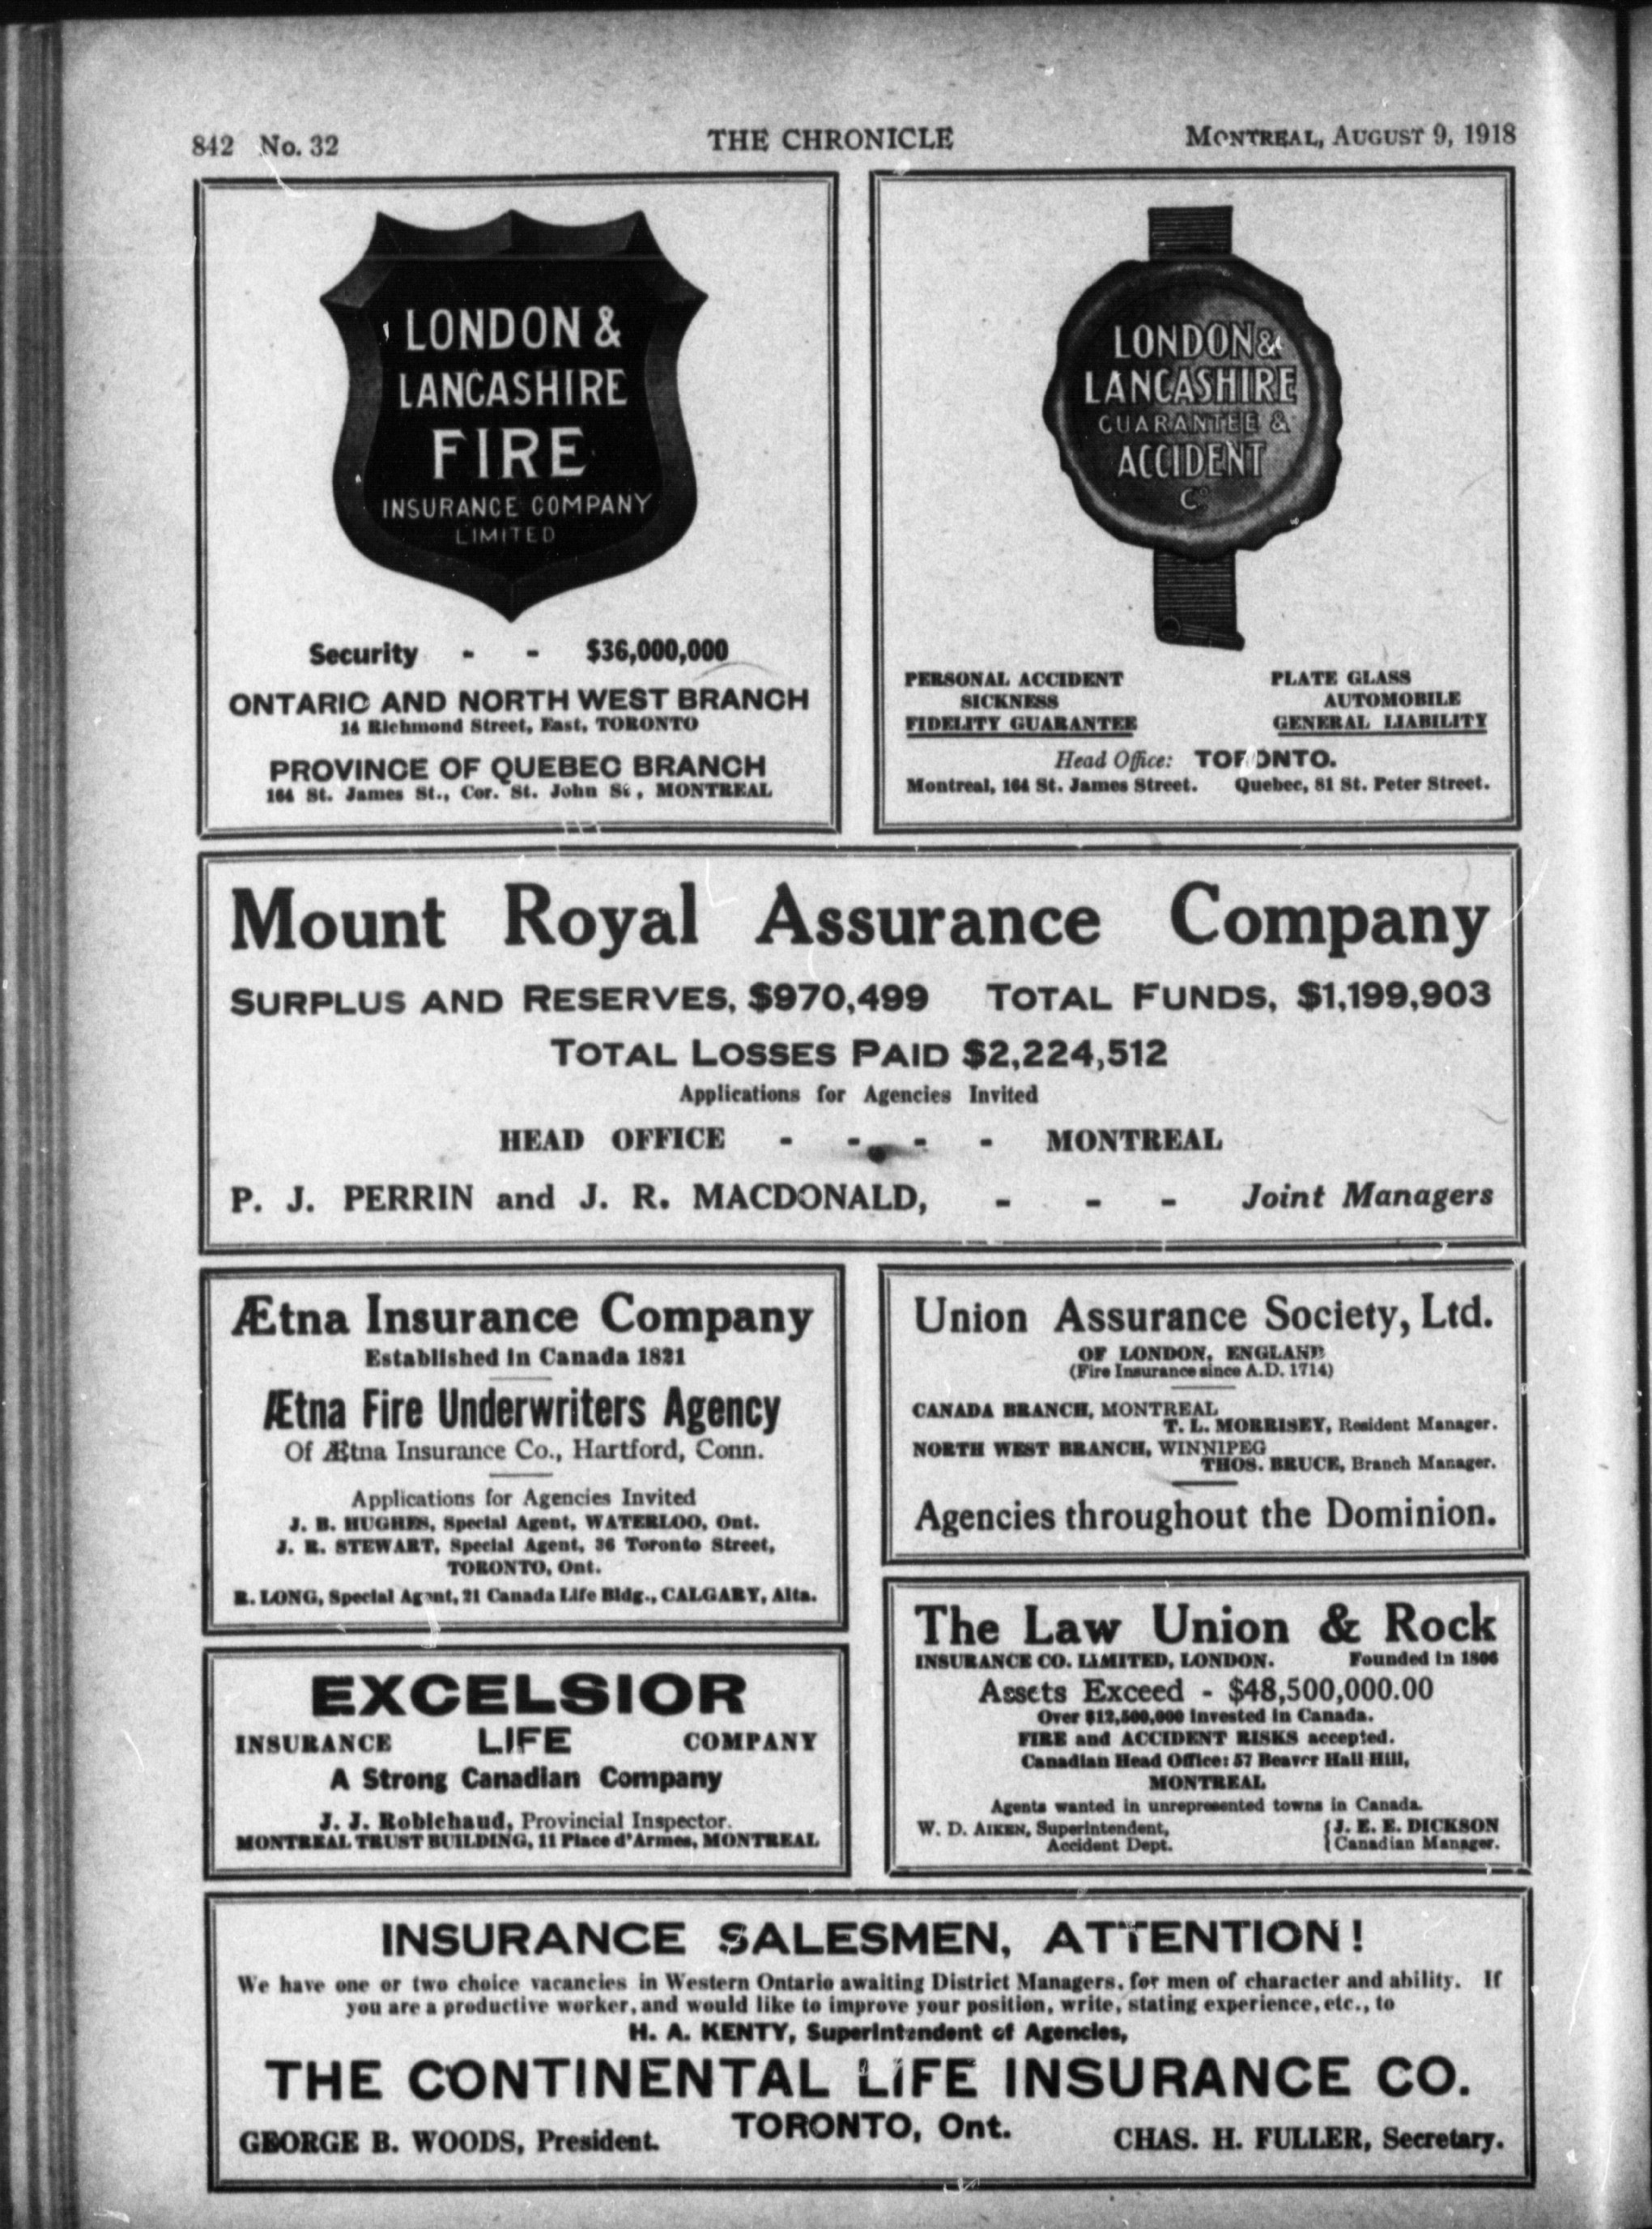 842 No. 32
THE CHRONICLE
MONTREAL, AUGUST 9, 1918
LONDON &
LANCASHIRE
FIRE
INSURANCE COMPANY
LIMITED
Security - - $36,000,000
ONTARIO AND NORTH WEST BRANCH
14 Richmond Street, East, TORONTO
PROVINCE OF QUEBEC BRANCH
164 St. James St., Cor. St. John St., MONTREAL
LONDON &
LANCASHIRE
GUARANTEE &
ACCIDENT
Co
PERSONAL ACCIDENT
SICKNESS
FIDELITY GUARANTEE
PLATE GLASS
AUTOMOBILE
GENERAL LIABILITY
Head Office: TORONTO.
Montreal, 164 St. James Street. Quebec, 81 St. Peter Street.
Mount Royal Assurance Company
SURPLUS AND RESERVES, $970,499 TOTAL FUNDS, $1,199,903
TOTAL LOSSES PAID $2,224,512
Applications for Agencies Invited
HEAD OFFICE - - - - MONTREAL
P. J. PERRIN and J. R. MACDONALD, - - - Joint Managers
Ætna Insurance Company
Established in Canada 1821
Ætna Fire Underwriters Agency
Of Ætna Insurance Co., Hartford, Conn.
Applications for Agencies Invited
J. B. HUGHES, Special Agent, WATERLOO, Ont.
J. R. STEWART, Special Agent, 36 Toronto Street,
TORONTO, Ont.
R. LONG, Special Agent, 21 Canada Life Bldg., CALGARY, Alta.
Union Assurance Society, Ltd.
OF LONDON, ENGLAND
(Fire Insurance since A.D. 1714)
CANADA BRANCH, MONTREAL
T. L. MORRISEY, Resident Manager.
NORTH WEST BRANCH, WINNIPEG
THOS. BRUCE, Branch Manager.
Agencies throughout the Dominion.
EXCELSIOR
INSURANCE LIFE COMPANY
A Strong Canadian Company
J. J. Robichaud, Provincial Inspector.
MONTREAL TRUST BUILDING, 11 Place d'Armes, MONTREAL
The Law Union & Rock
INSURANCE CO. LIMITED, LONDON. Founded in 1806
Assets Exceed - $48,500,000.00
Over $12,500,000 invested in Canada.
FIRE and ACCIDENT RISKS accepted.
Canadian Head Office: 57 Beaver Hall Hill,
MONTREAL
Agents wanted in unrepresented towns in Canada.
W. D. AIKEN, Superintendent,
Accident Dept.
J. E. E. DICKSON
Canadian Manager.
INSURANCE SALESMEN, ATTENTION!
We have one or two choice vacancies in Western Ontario awaiting District Managers, for men of character and ability. If
you are a productive worker, and would like to improve your position, write, stating experience, etc., to
H. A. KENTY, Superintendent of Agencies,
THE CONTINENTAL LIFE INSURANCE CO.
TORONTO, Ont.
GEORGE B. WOODS, President.
CHAS. H. FULLER, Secretary.